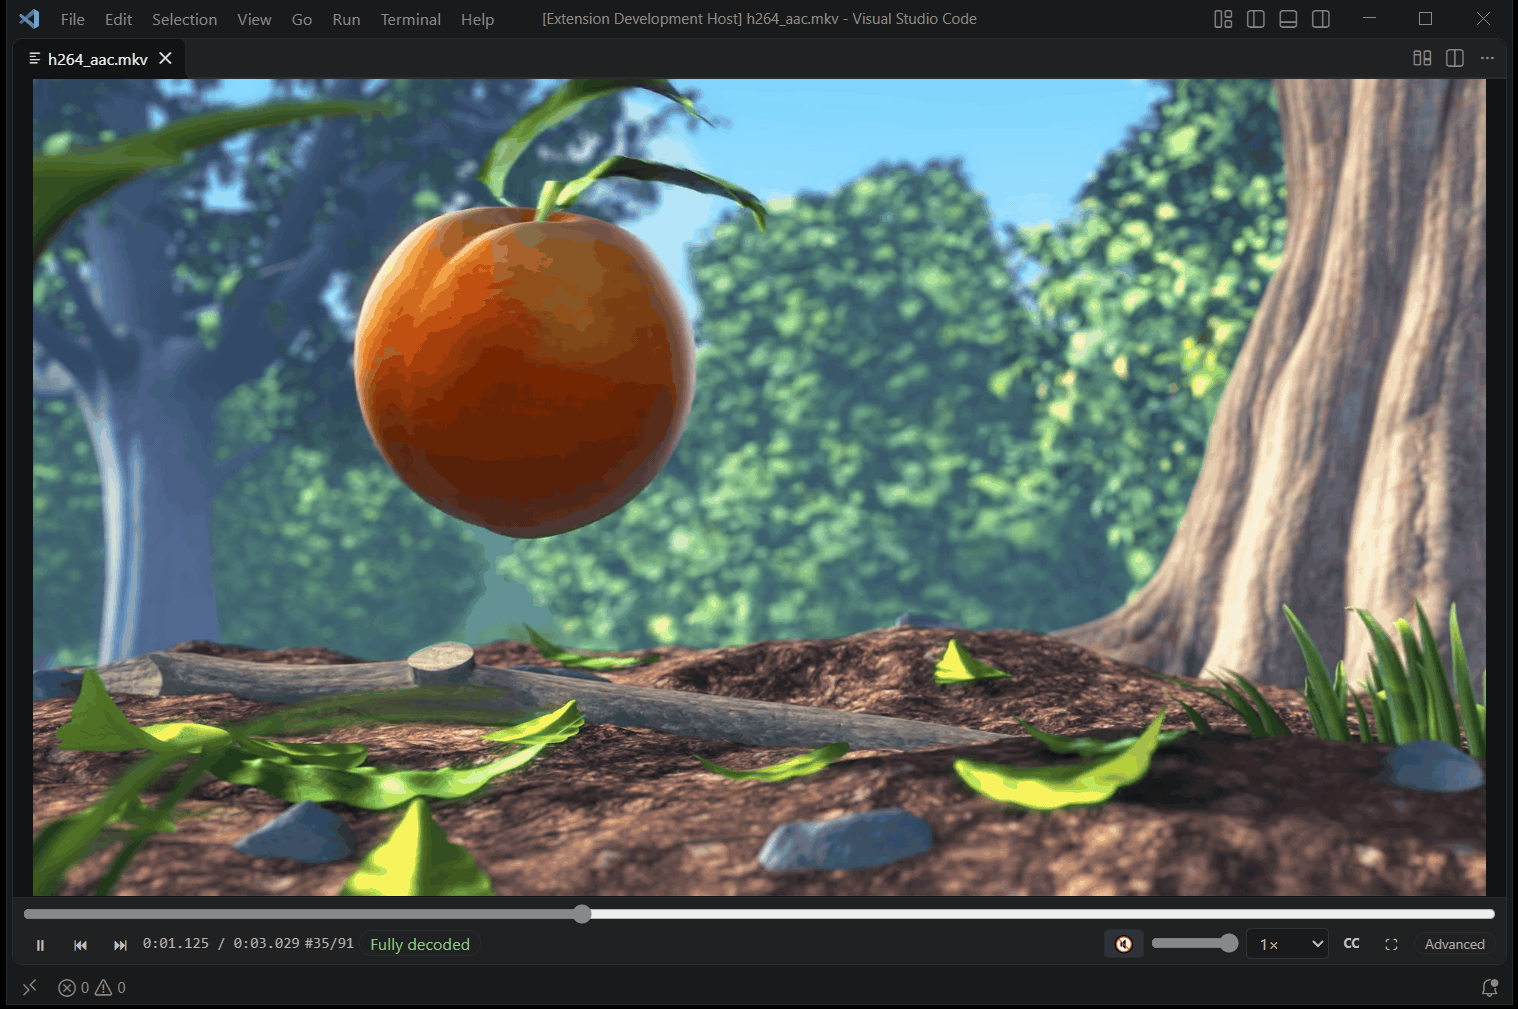 File Edit Selection View Go Run Terminal Help [Extension Development Host] h264_aac.mkv - Visual Studio Code
h264_aac.mkv
0:01.125 / 0:03.029 #35/91 Fully decoded 1× CC Advanced
0 0